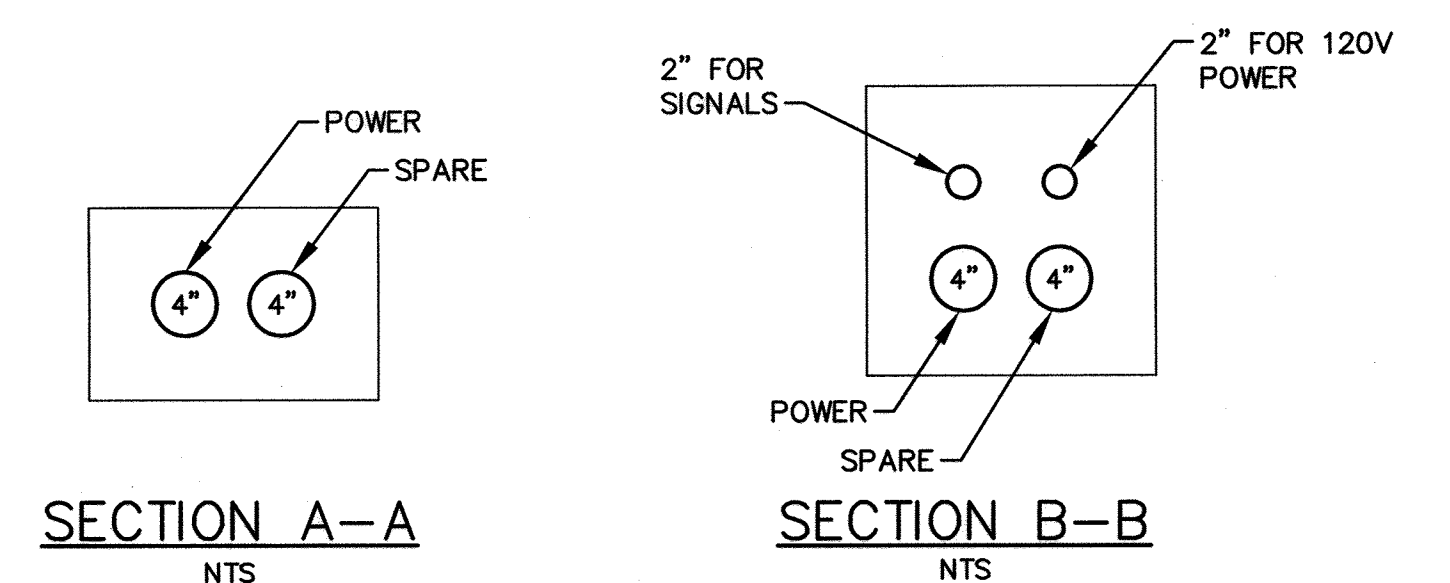 POWER
SPARE
4”
4”
SECTION A-A
NTS
2” FOR
SIGNALS
2” FOR 120V
POWER
4”
4”
POWER
SPARE
SECTION B-B
NTS